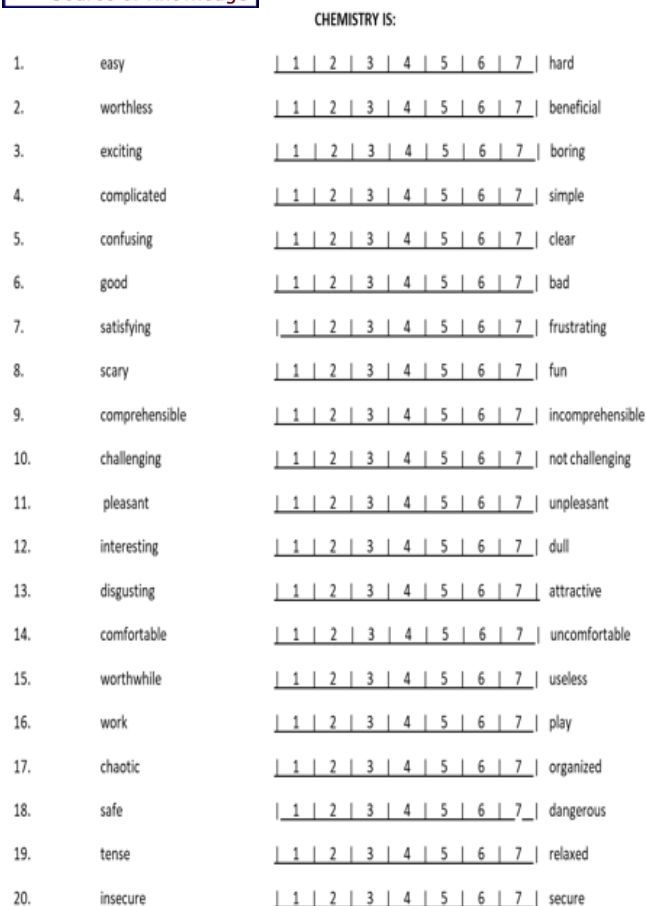 CHEMISTRY IS:
1. easy | 1 | 2 | 3 | 4 | 5 | 6 | 7 | hard
2. worthless | 1 | 2 | 3 | 4 | 5 | 6 | 7 | beneficial
3. exciting | 1 | 2 | 3 | 4 | 5 | 6 | 7 | boring
4. complicated | 1 | 2 | 3 | 4 | 5 | 6 | 7 | simple
5. confusing | 1 | 2 | 3 | 4 | 5 | 6 | 7 | clear
6. good | 1 | 2 | 3 | 4 | 5 | 6 | 7 | bad
7. satisfying | 1 | 2 | 3 | 4 | 5 | 6 | 7 | frustrating
8. scary | 1 | 2 | 3 | 4 | 5 | 6 | 7 | fun
9. comprehensible | 1 | 2 | 3 | 4 | 5 | 6 | 7 | incomprehensible
10. challenging | 1 | 2 | 3 | 4 | 5 | 6 | 7 | not challenging
11. pleasant | 1 | 2 | 3 | 4 | 5 | 6 | 7 | unpleasant
12. interesting | 1 | 2 | 3 | 4 | 5 | 6 | 7 | dull
13. disgusting | 1 | 2 | 3 | 4 | 5 | 6 | 7 | attractive
14. comfortable | 1 | 2 | 3 | 4 | 5 | 6 | 7 | uncomfortable
15. worthwhile | 1 | 2 | 3 | 4 | 5 | 6 | 7 | useless
16. work | 1 | 2 | 3 | 4 | 5 | 6 | 7 | play
17. chaotic | 1 | 2 | 3 | 4 | 5 | 6 | 7 | organized
18. safe | 1 | 2 | 3 | 4 | 5 | 6 | 7 | dangerous
19. tense | 1 | 2 | 3 | 4 | 5 | 6 | 7 | relaxed
20. insecure | 1 | 2 | 3 | 4 | 5 | 6 | 7 | secure